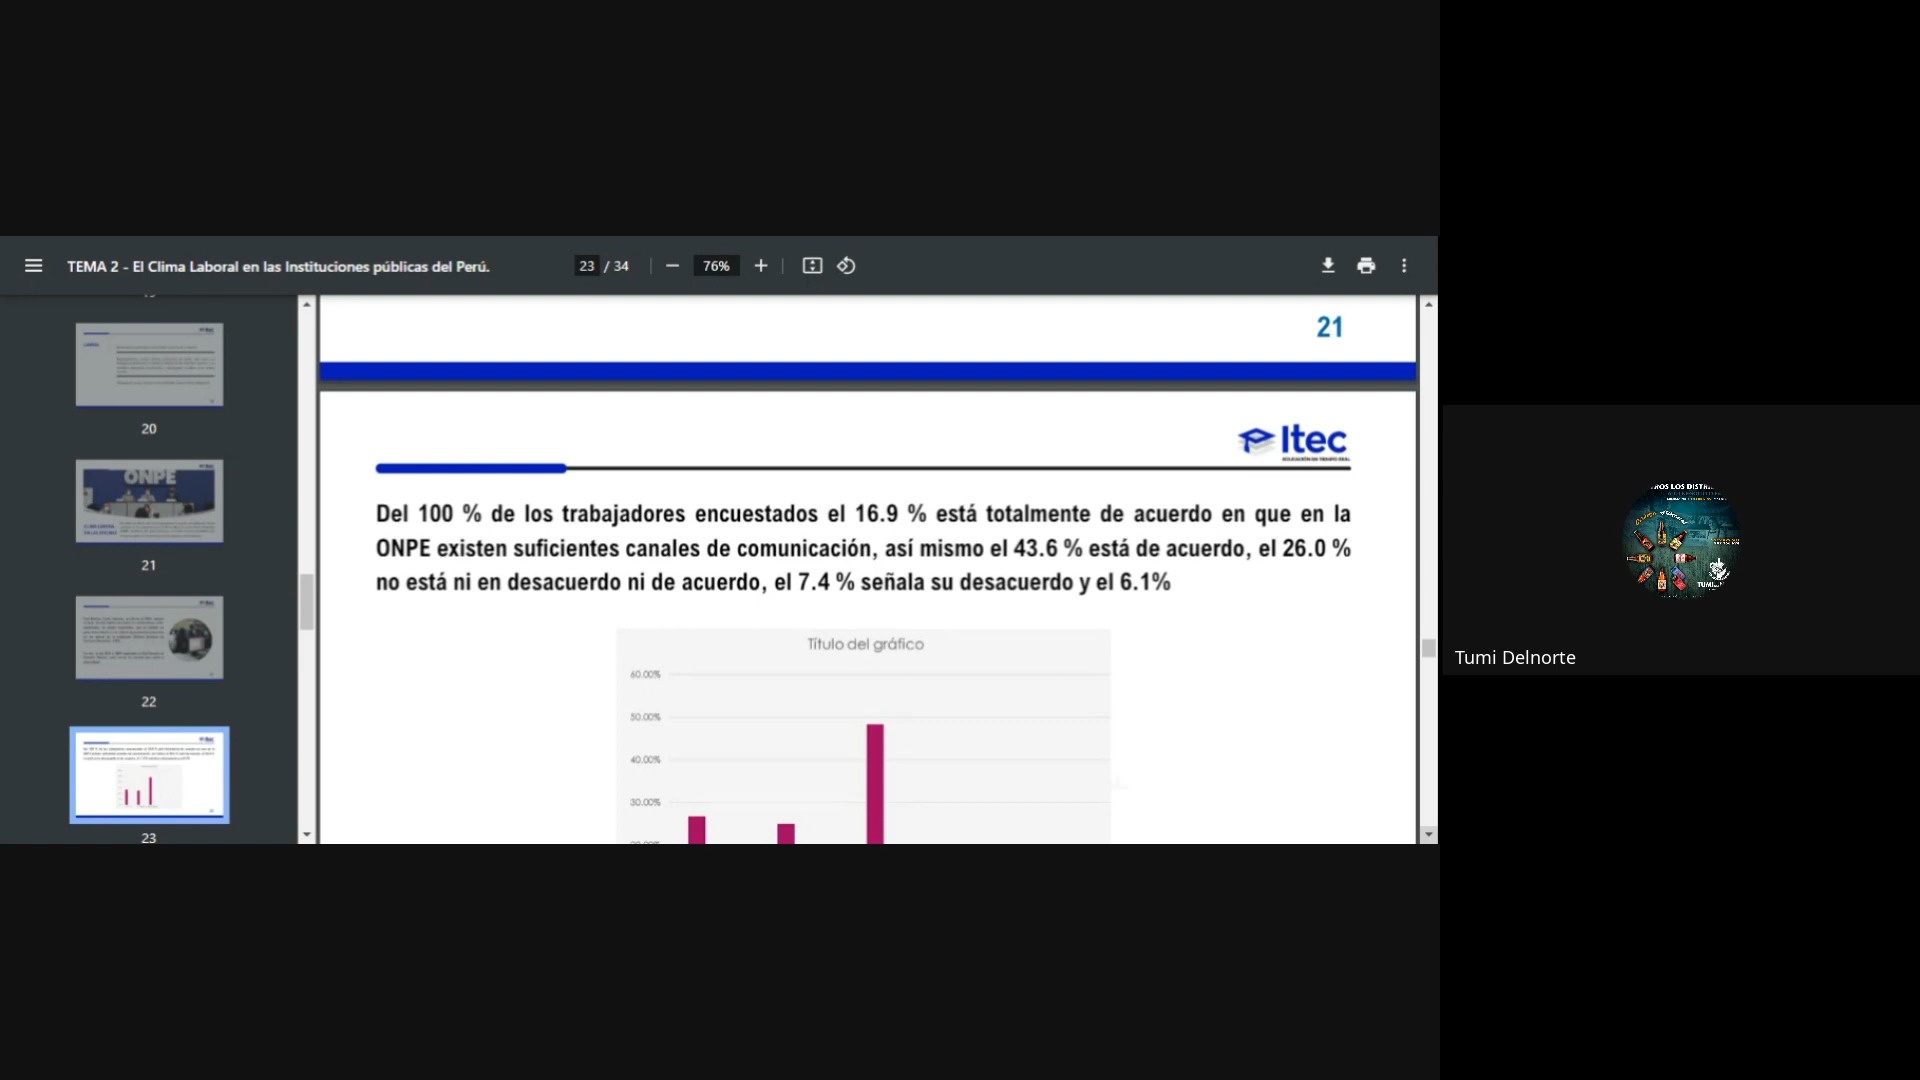 TEMA 2 - El Clima Laboral en las Instituciones públicas del Perú.
23 / 34
76%
20
ONPE
21
22
23
21
Itec
Del 100 % de los trabajadores encuestados el 16.9 % está totalmente de acuerdo en que en la
ONPE existen suficientes canales de comunicación, así mismo el 43.6 % está de acuerdo, el 26.0 %
no está ni en desacuerdo ni de acuerdo, el 7.4 % señala su desacuerdo y el 6.1%
Título del gráfico
60.00%
50.00%
40.00%
30.00%
Tumi Delnorte